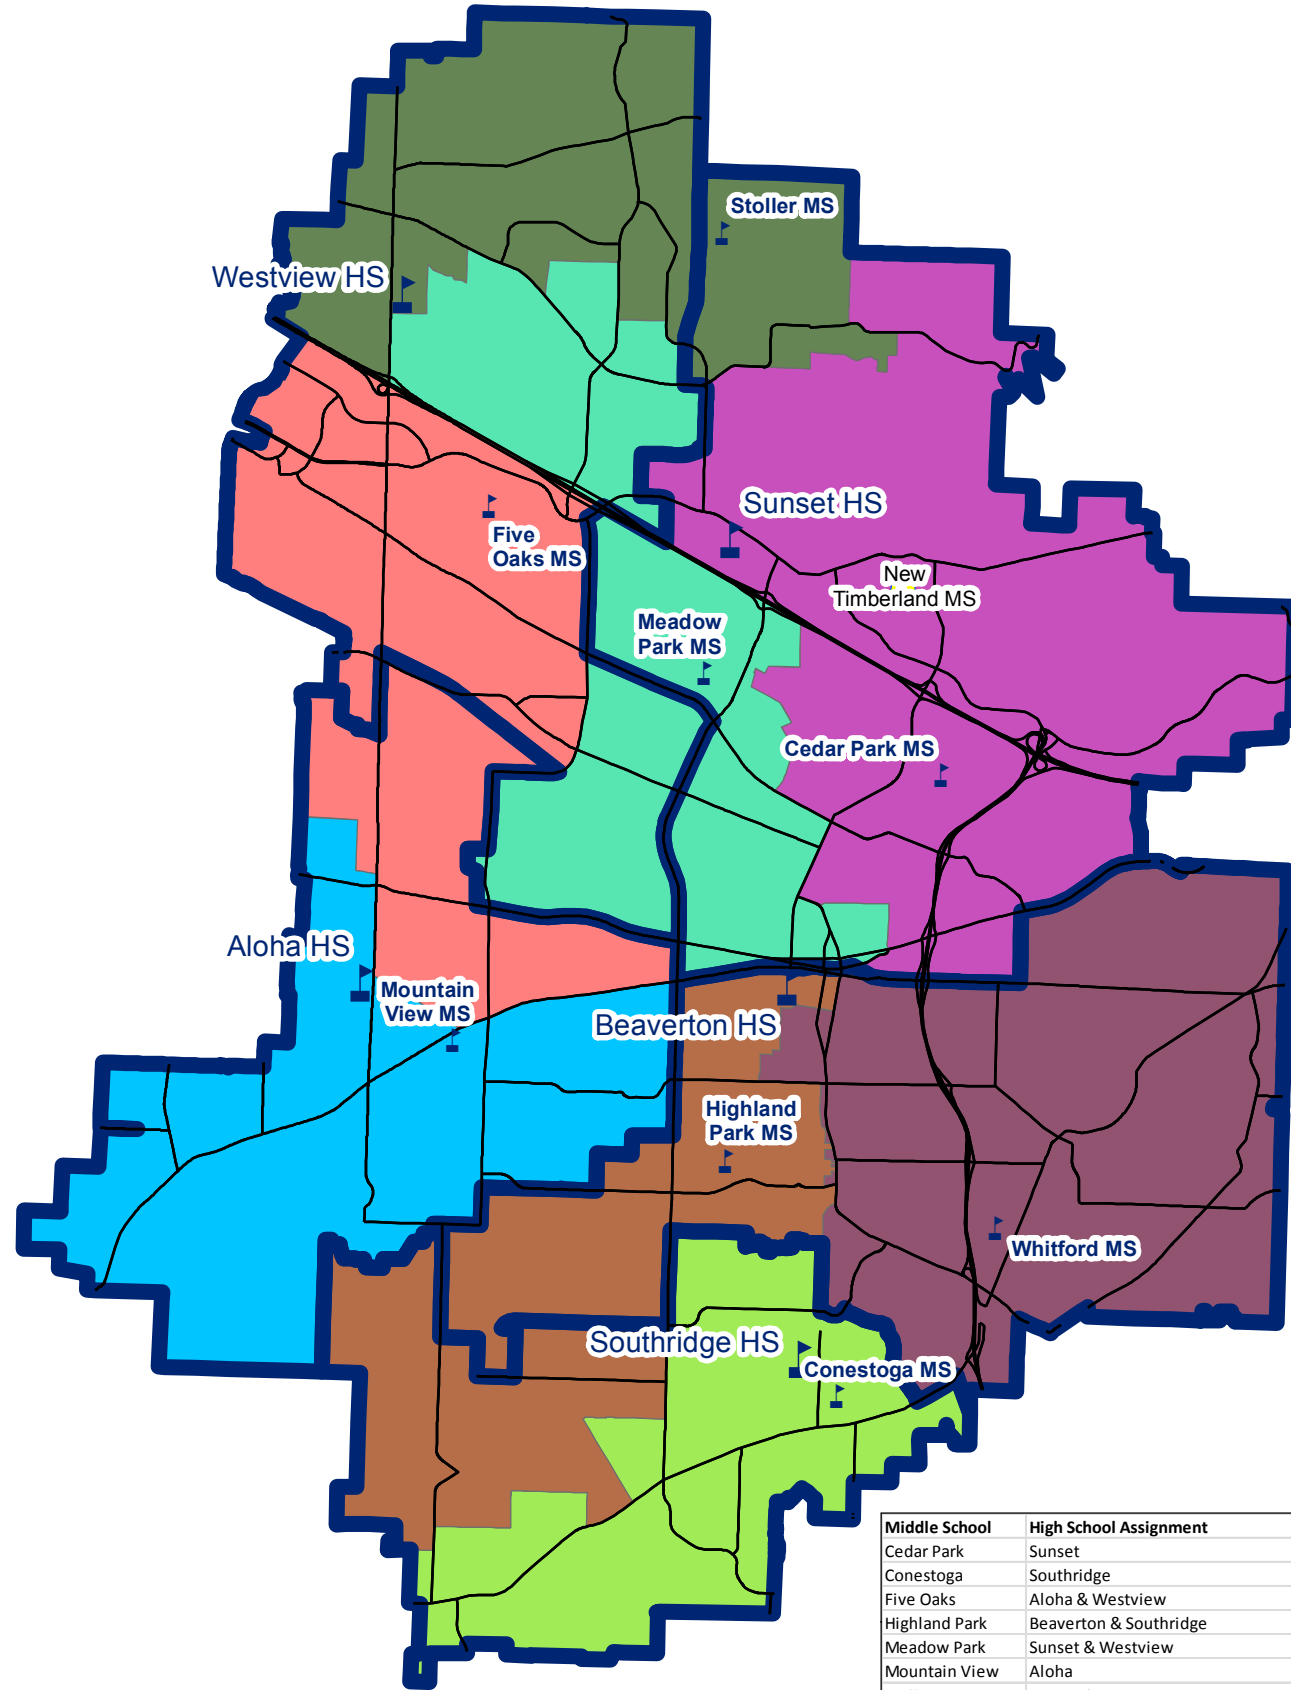 Stoller MS
Westview HS
Sunset HS
Five
Oaks MS
New
Timberland MS
Meadow
Park MS
Cedar Park MS
Aloha HS
Mountain
View MS
Beaverton HS
Highland
Park MS
Whitford MS
Southridge HS
Conestoga MS
Middle School High School Assignment
Cedar Park Sunset
Conestoga Southridge
Five Oaks Aloha & Westview
Highland Park Beaverton & Southridge
Meadow Park Sunset & Westview
Mountain View Aloha